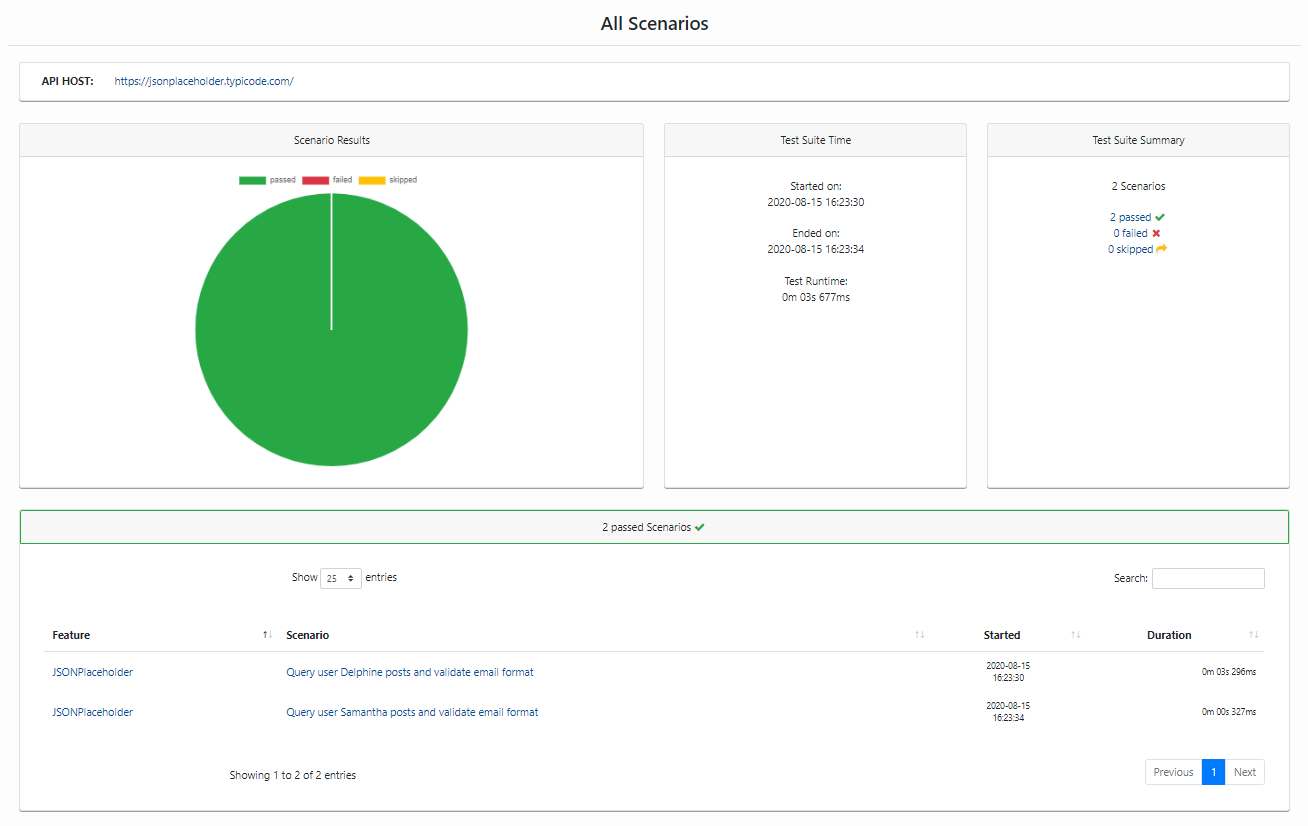 All Scenarios
API HOST: https://jsonplaceholder.typicode.com/
Scenario Results
passed failed skipped
Test Suite Time
Started on:
2020-08-15 16:23:30
Ended on:
2020-08-15 16:23:34
Test Runtime:
0m 03s 677ms
Test Suite Summary
2 Scenarios
2 passed
0 failed
0 skipped
2 passed Scenarios
Show 25 entries Search:
Feature Scenario Started Duration
JSONPlaceholder Query user Delphine posts and validate email format 2020-08-15 16:23:30 0m 03s 296ms
JSONPlaceholder Query user Samantha posts and validate email format 2020-08-15 16:23:34 0m 00s 327ms
Showing 1 to 2 of 2 entries Previous 1 Next